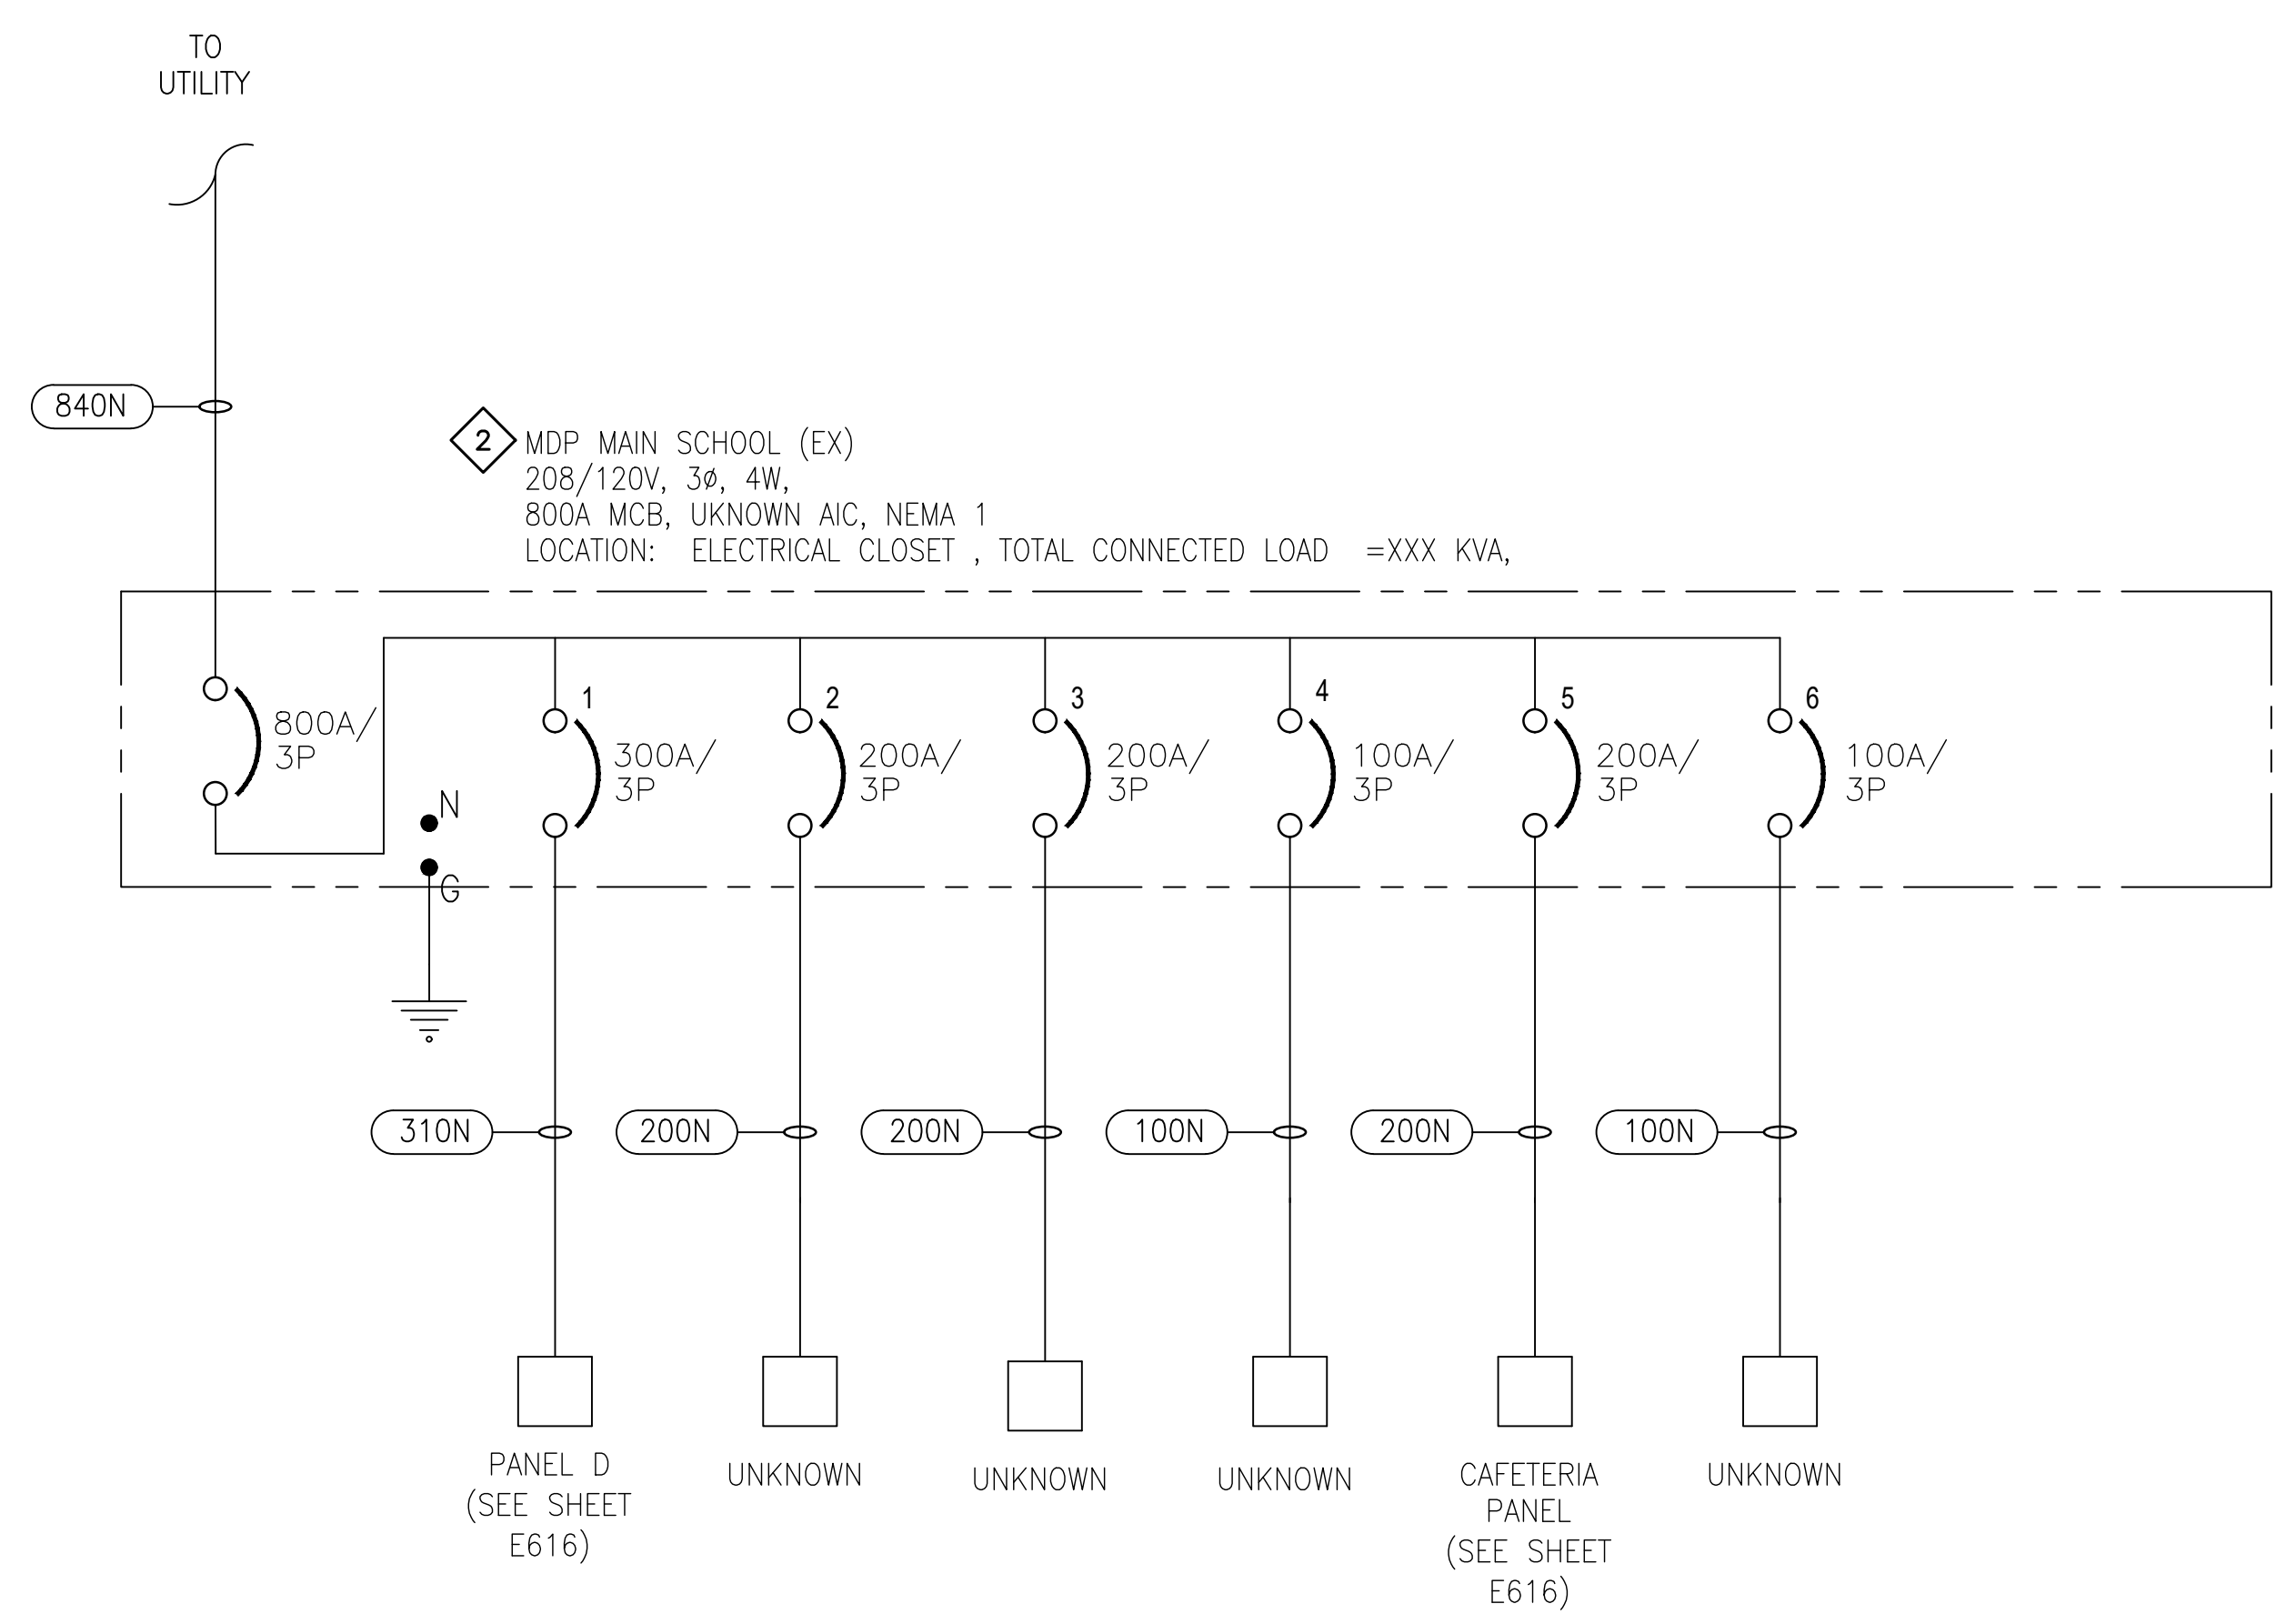 TO
UTILITY
840N
2
MDP MAIN SCHOOL (EX)
208/120V, 3ø, 4W,
800A MCB, UKNOWN AIC, NEMA 1
LOCATION: ELECTRICAL CLOSET , TOTAL CONNECTED LOAD =XXX KVA,
800A/
3P
N
G
1
300A/
3P
2
200A/
3P
3
200A/
3P
4
100A/
3P
5
200A/
3P
6
100A/
3P
310N
200N
200N
100N
200N
100N
PANEL D
(SEE SHEET
E616)
UNKNOWN
UNKNOWN
UNKNOWN
CAFETERIA
PANEL
(SEE SHEET
E616)
UNKNOWN